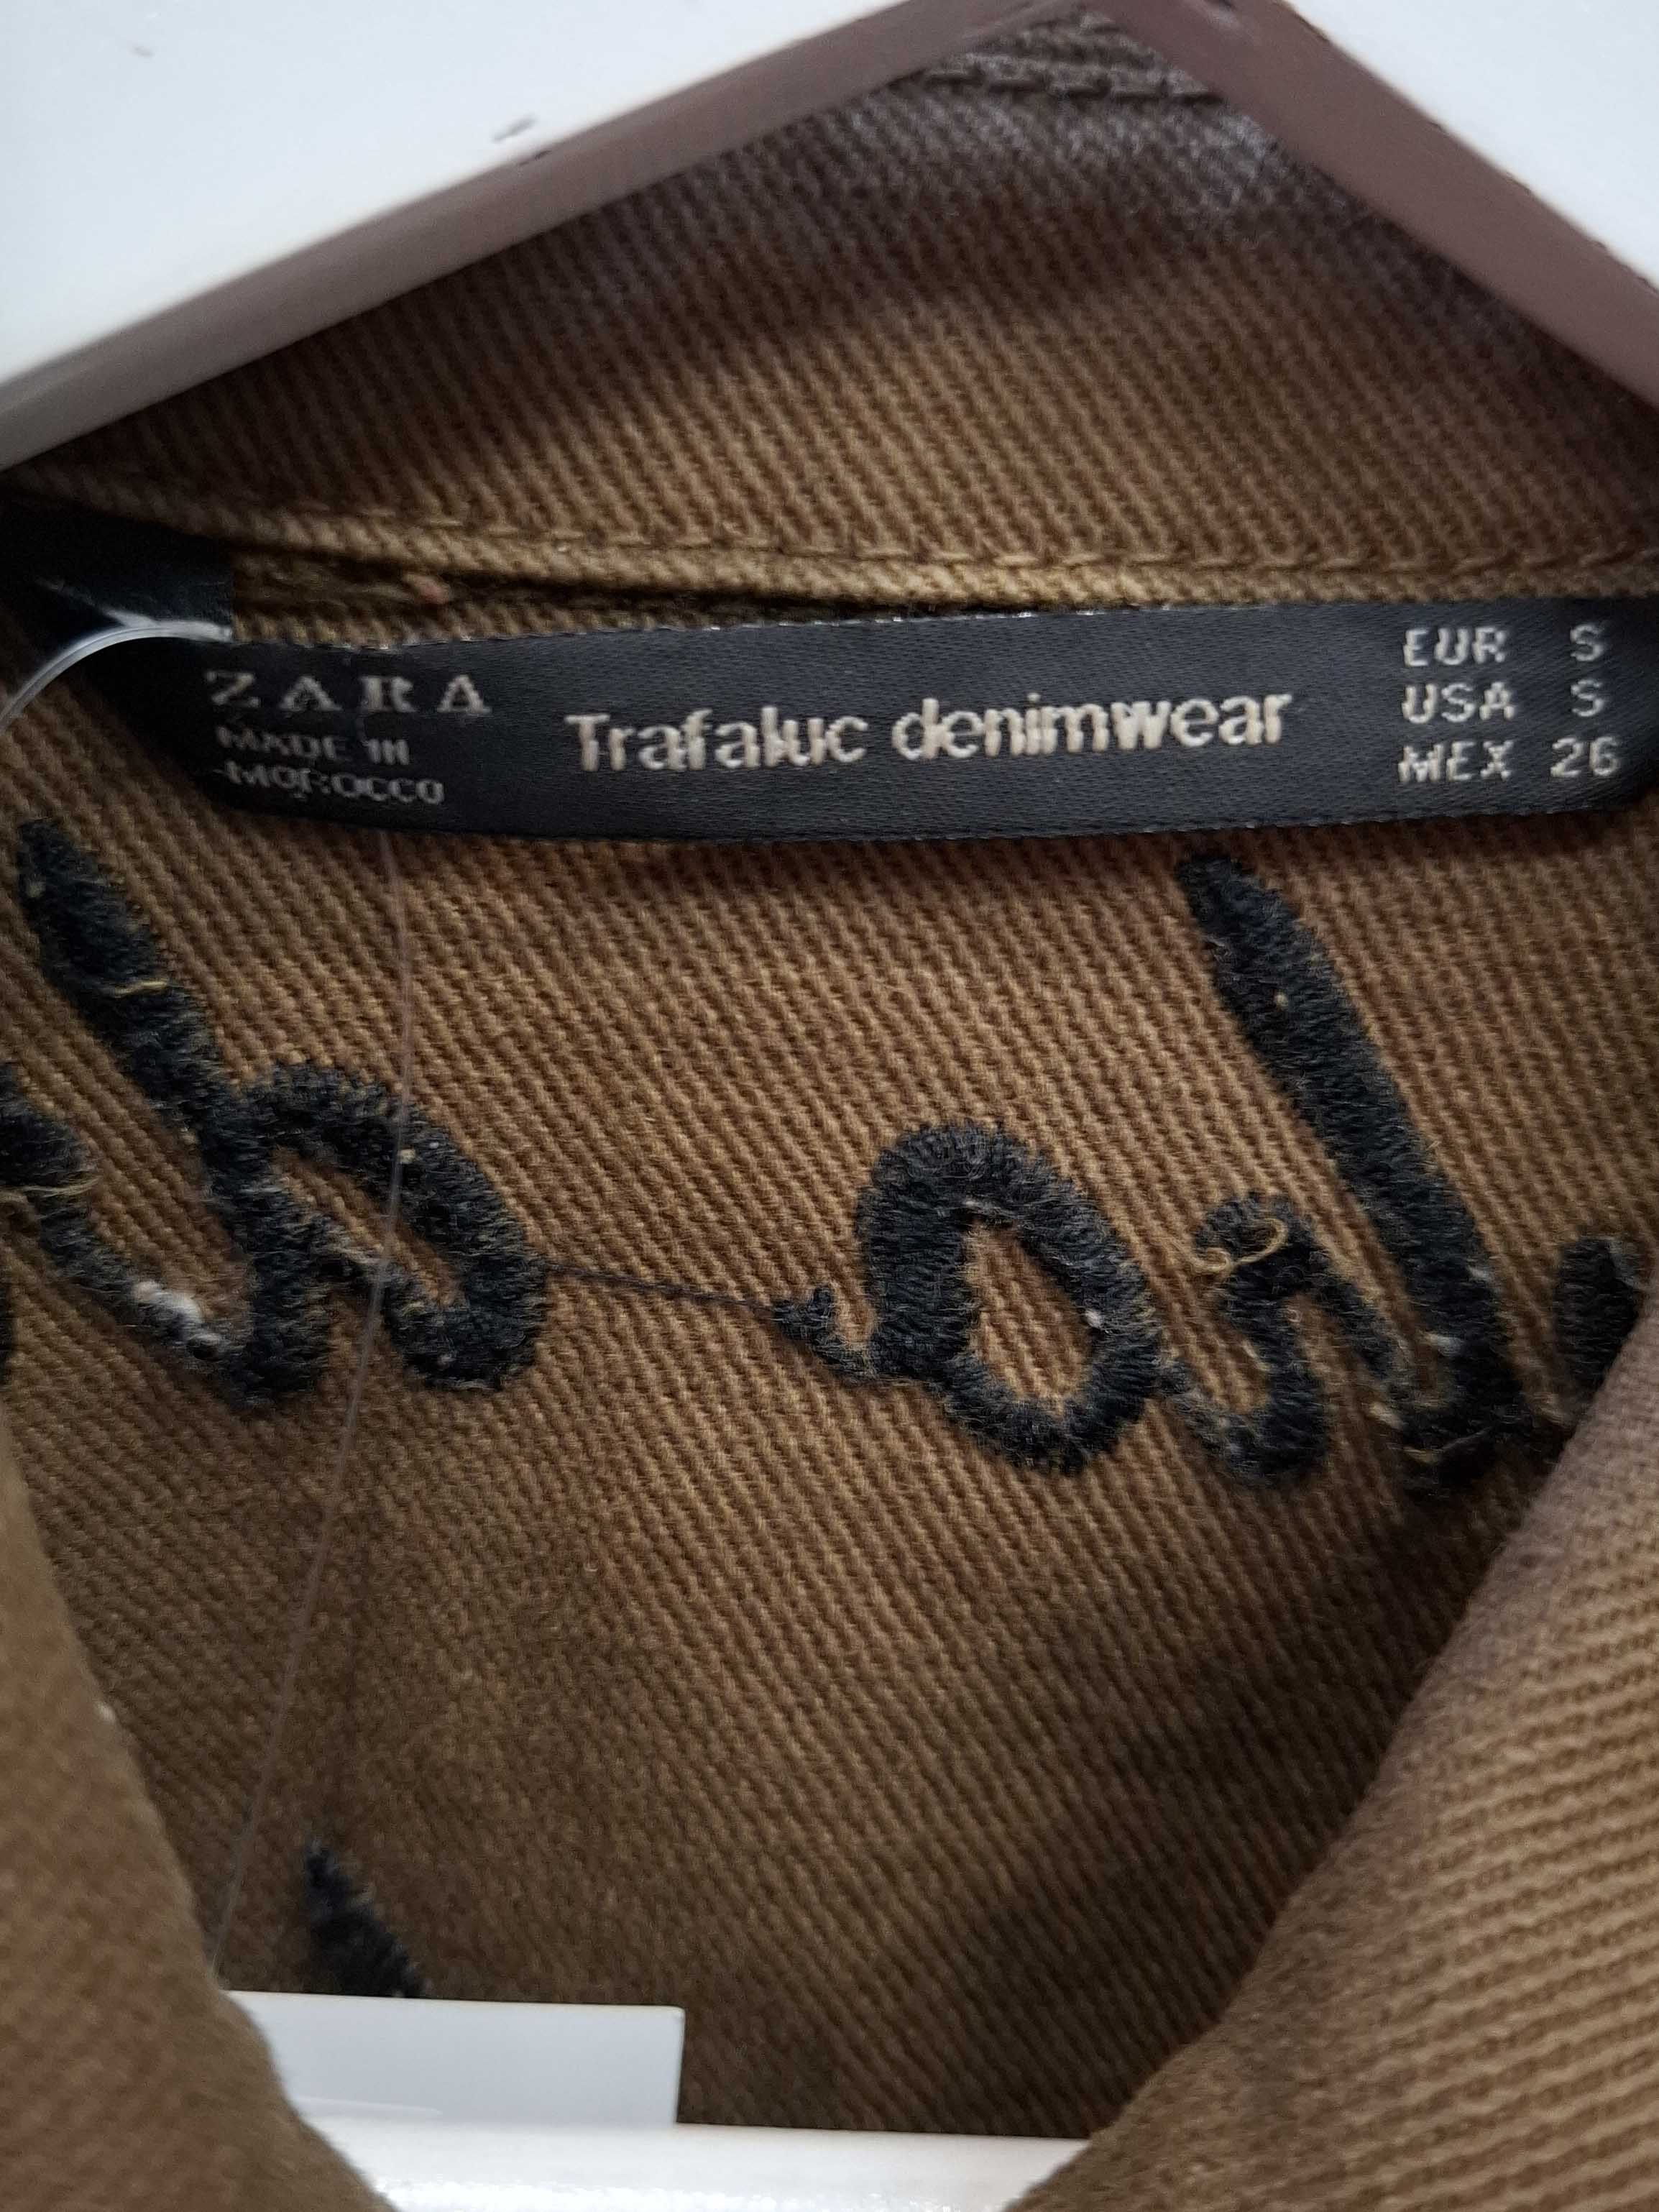 ZARA
MADE IN
MOROCCO
Trafaluc denimwear
EUR S
USA S
MEX 26